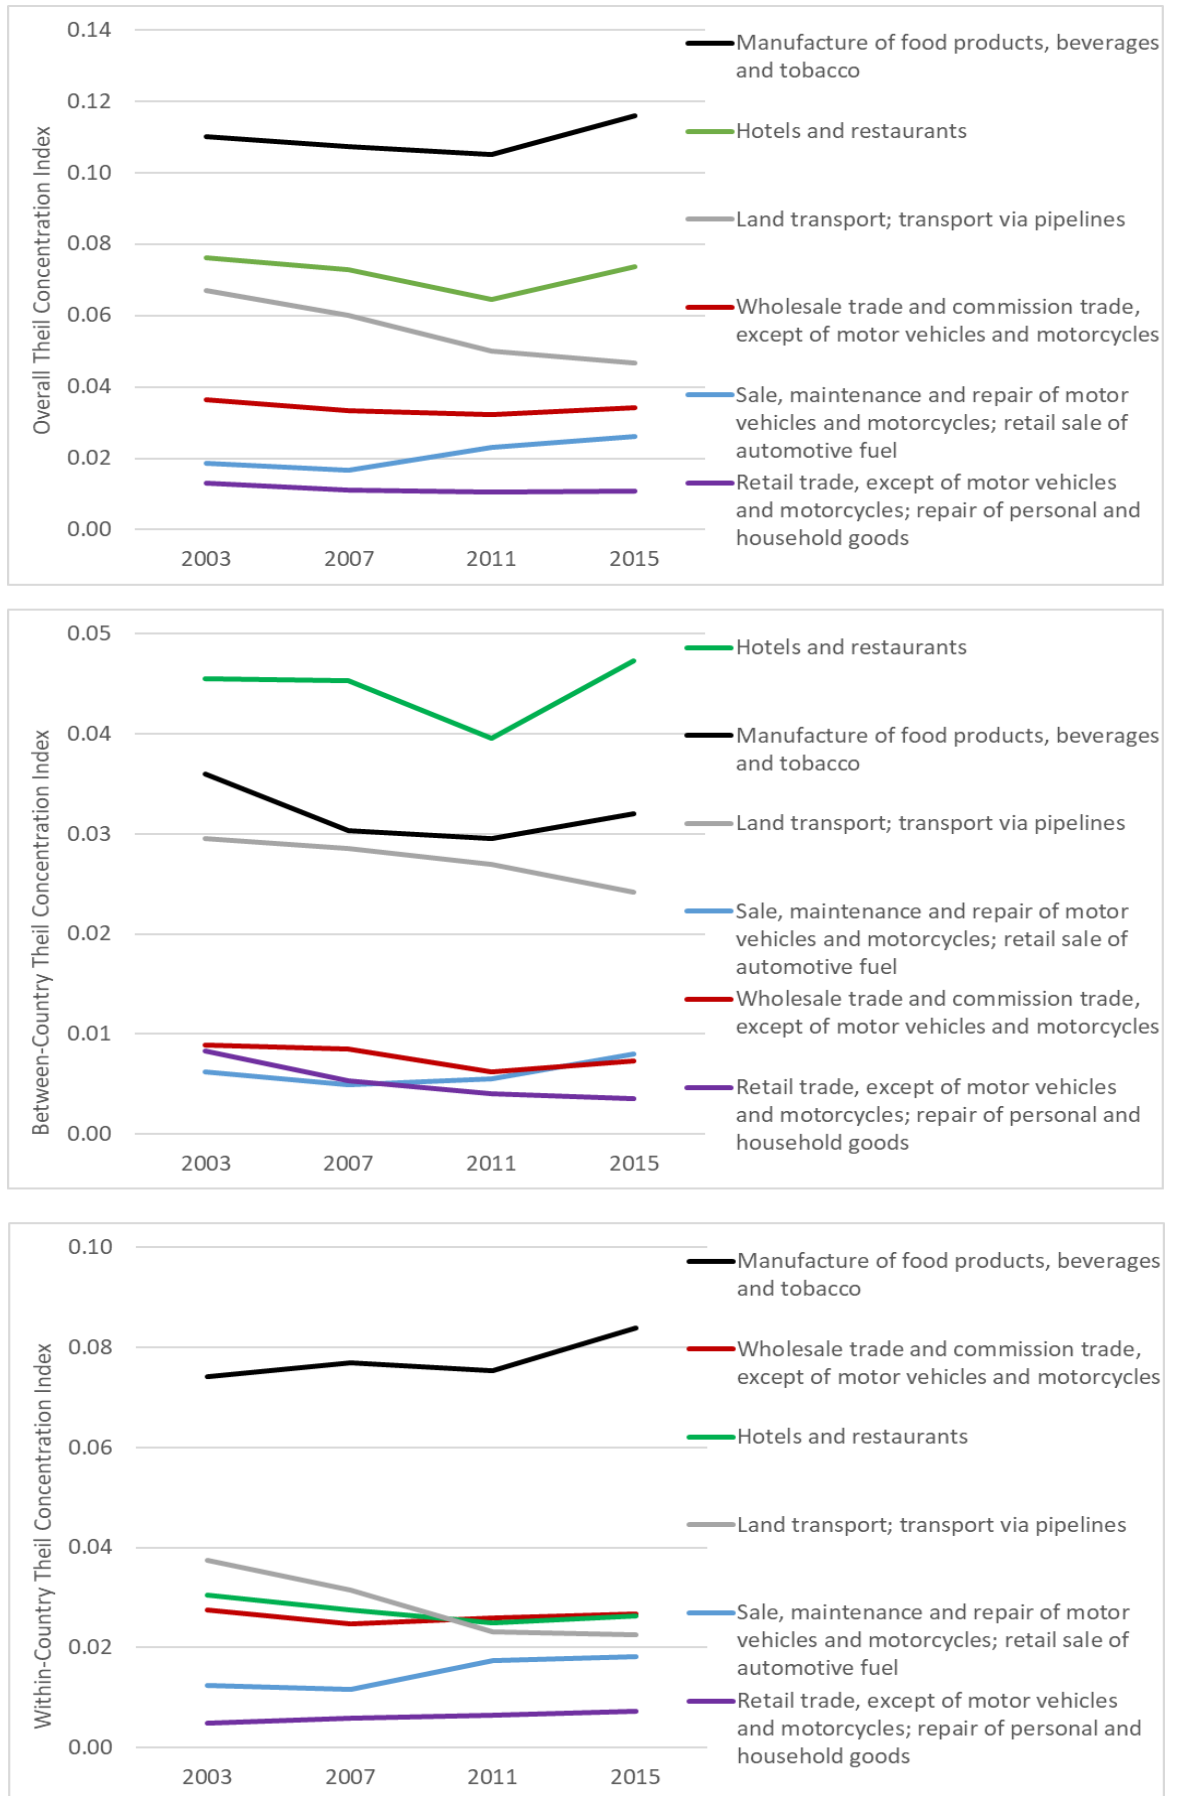 Overall Theil Concentration Index
0.14
0.12
0.10
0.08
0.06
0.04
0.02
0.00
2003 2007 2011 2015
Manufacture of food products, beverages
and tobacco
Hotels and restaurants
Land transport; transport via pipelines
Wholesale trade and commission trade,
except of motor vehicles and motorcycles
Sale, maintenance and repair of motor
vehicles and motorcycles; retail sale of
automotive fuel
Retail trade, except of motor vehicles
and motorcycles; repair of personal and
household goods
Between-Country Theil Concentration Index
0.05
0.04
0.03
0.02
0.01
0.00
2003 2007 2011 2015
Hotels and restaurants
Manufacture of food products, beverages
and tobacco
Land transport; transport via pipelines
Sale, maintenance and repair of motor
vehicles and motorcycles; retail sale of
automotive fuel
Wholesale trade and commission trade,
except of motor vehicles and motorcycles
Retail trade, except of motor vehicles
and motorcycles; repair of personal and
household goods
Within-Country Theil Concentration Index
0.10
0.08
0.06
0.04
0.02
0.00
2003 2007 2011 2015
Manufacture of food products, beverages
and tobacco
Wholesale trade and commission trade,
except of motor vehicles and motorcycles
Hotels and restaurants
Land transport; transport via pipelines
Sale, maintenance and repair of motor
vehicles and motorcycles; retail sale of
automotive fuel
Retail trade, except of motor vehicles
and motorcycles; repair of personal and
household goods